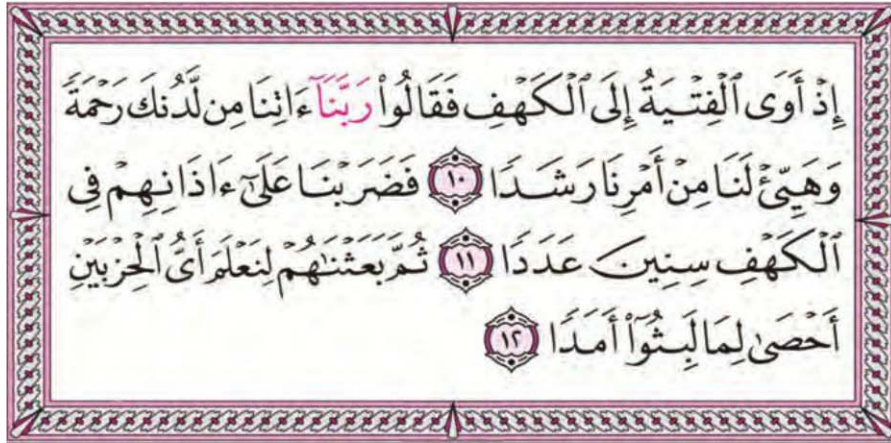 إِذۡ أَوَى ٱلۡفِتۡيَةُ إِلَى ٱلۡكَهۡفِ فَقَالُواْ رَبَّنَآ ءَاتِنَا مِن لَّدُنكَ رَحۡمَةٗ
وَهَيِّئۡ لَنَا مِنۡ أَمۡرِنَا رَشَدٗا ١٠ فَضَرَبۡنَا عَلَىٰٓ ءَاذَانِهِمۡ فِي
ٱلۡكَهۡفِ سِنِينَ عَدَدٗا ١١ ثُمَّ بَعَثۡنَٰهُمۡ لِنَعۡلَمَ أَيُّ ٱلۡحِزۡبَيۡنِ
أَحۡصَىٰ لِمَا لَبِثُوٓاْ أَمَدٗا ١٢